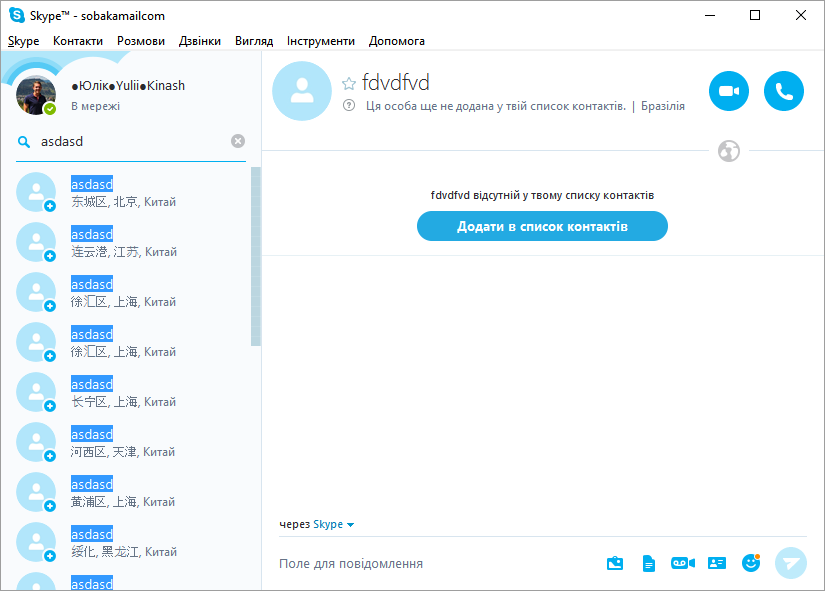 Skype™ - sobakamailcom
Skype Контакти Розмови Дзвінки Вигляд Інструменти Допомога
●Юлік●Yulii●Kinash
В мережі
asdasd
asdasd
东城区, 北京, Китай
asdasd
连云港, 江苏, Китай
asdasd
徐汇区, 上海, Китай
asdasd
徐汇区, 上海, Китай
asdasd
长宁区, 上海, Китай
asdasd
河西区, 天津, Китай
asdasd
黄浦区, 上海, Китай
asdasd
绥化, 黑龙江, Китай
asdasd
fdvdfvd
Ця особа ще не додана у твій список контактів. | Бразілія
fdvdfvd відсутній у твому списку контактів
Додати в список контактів
через Skype
Поле для повідомлення